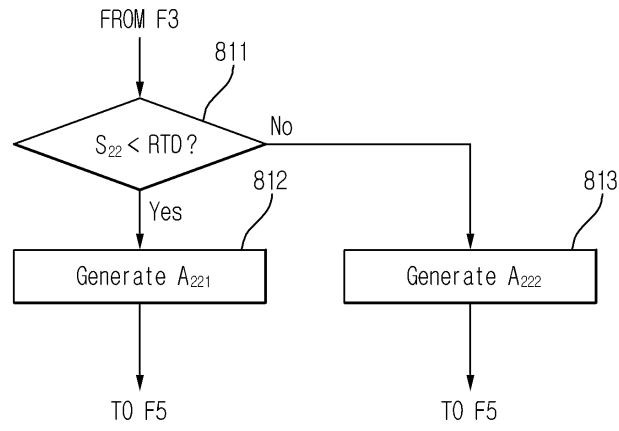 FROM F3
811
S₂₂ < RTD?
No
Yes
812
813
Generate A₂₂₁
Generate A₂₂₂
TO F5
TO F5